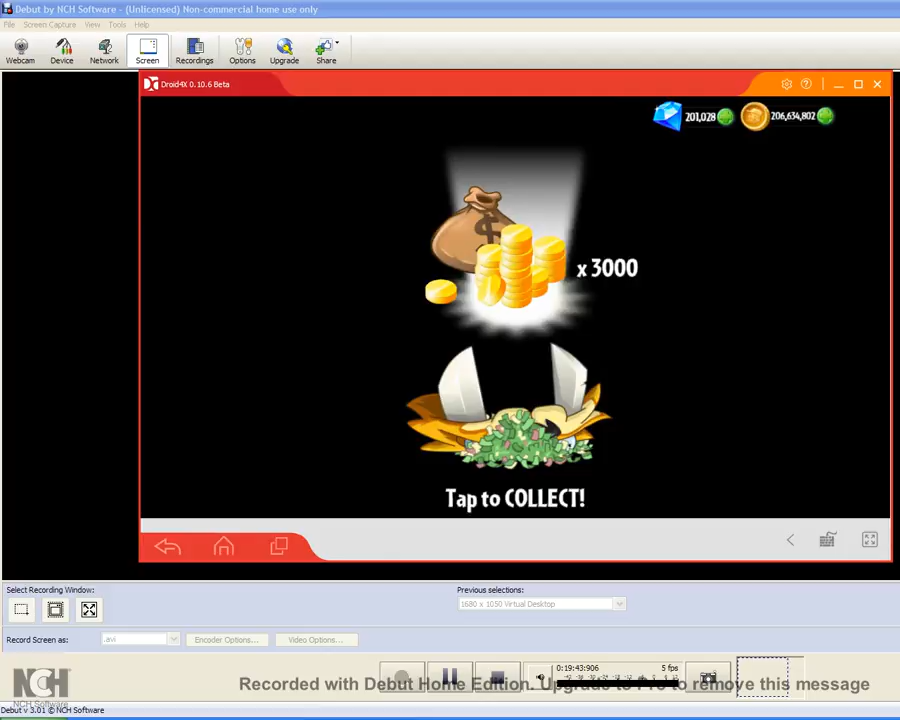 Debut by NCH Software - (Unlicensed) Non-commercial home use only
File Screen Capture View Tools Help
Webcam Device Network Screen Recordings Options Upgrade Share
Droid4X 0.10.6 Beta
201,028 206,634,802
$
x 3000
Tap to COLLECT!
Select Recording Window:
Previous selections:
1680 x 1050 Virtual Desktop
Record Screen as: .avi Encoder Options... Video Options...
0:19:43:906 5 fps
NCH
NCH Software
Recorded with Debut Home Edition. Upgrade to Pro to remove this message
Debut v 3.01 © NCH Software